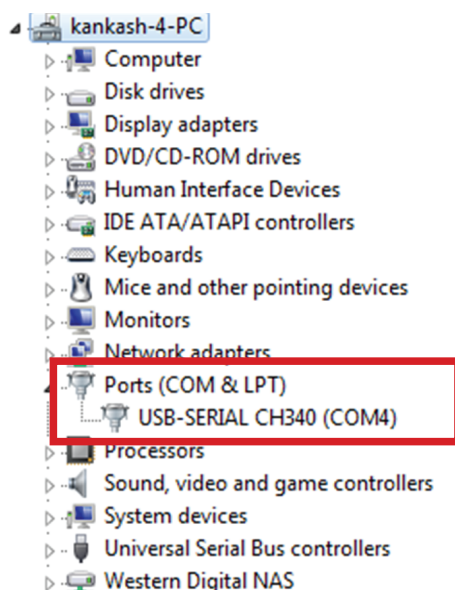 kankash-4-PC
Computer
Disk drives
Display adapters
DVD/CD-ROM drives
Human Interface Devices
IDE ATA/ATAPI controllers
Keyboards
Mice and other pointing devices
Monitors
Network adapters
Ports (COM & LPT)
USB-SERIAL CH340 (COM4)
Processors
Sound, video and game controllers
System devices
Universal Serial Bus controllers
Western Digital NAS